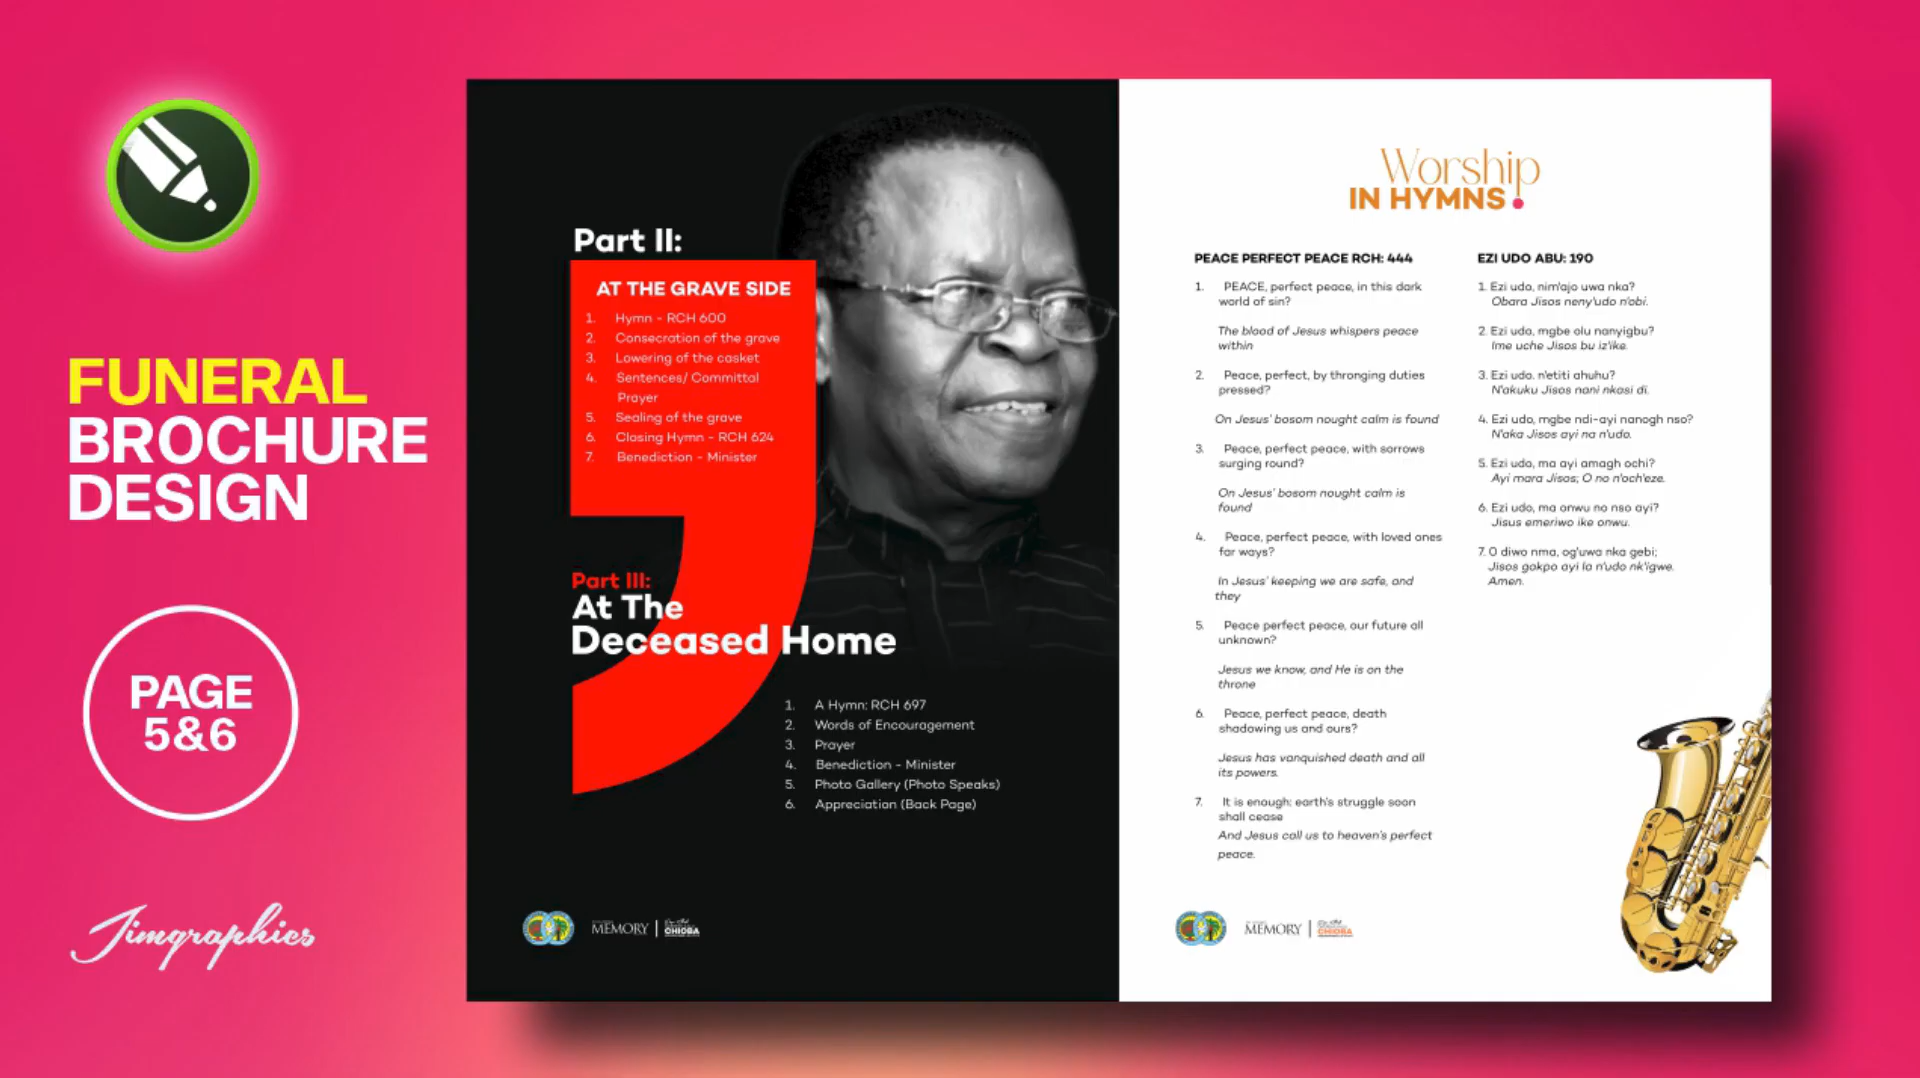 FUNERAL
BROCHURE
DESIGN
PAGE
5&6
Jimgraphics
Part II:
AT THE GRAVE SIDE
1. Hymn - RCH 600
2. Consecration of the grave
3. Lowering of the casket
4. Sentences/ Committal
Prayer
5. Sealing of the grave
6. Closing Hymn - RCH 624
7. Benediction - Minister
Part III:
At The
Deceased Home
1. A Hymn: RCH 697
2. Words of Encouragement
3. Prayer
4. Benediction - Minister
5. Photo Gallery (Photo Speaks)
6. Appreciation (Back Page)
MEMORY
CHIOBA
Worship
IN HYMNS
PEACE PERFECT PEACE RCH: 444
1. PEACE, perfect peace, in this dark
world of sin?
The blood of Jesus whispers peace
within
2. Peace, perfect, by thronging duties
pressed?
On Jesus' bosom nought calm is found
3. Peace, perfect peace, with sorrows
surging round?
On Jesus' bosom nought calm is
found
4. Peace, perfect peace, with loved ones
far ways?
In Jesus' keeping we are safe, and
they
5. Peace perfect peace, our future all
unknown?
Jesus we know, and He is on the
throne
6. Peace, perfect peace, death
shadowing us and ours?
Jesus has vanquished death and all
its powers.
7. It is enough: earth's struggle soon
shall cease
And Jesus call us to heaven's perfect
peace.
EZI UDO ABU: 190
1. Ezi udo, nim'ajo uwa nka?
Obara Jisos neny'udo n'obi.
2. Ezi udo, mgbe olu nanyigbu?
Ime uche Jisos bu iz'ike.
3. Ezi udo. n'etiti ahuhu?
N'akuku Jisos nani nkasi di.
4. Ezi udo, mgbe ndi-ayi nanogh nso?
N'aka Jisos ayi na n'udo.
5. Ezi udo, ma ayi amagh ochi?
Ayi mara Jisos; O no n'och'eze.
6. Ezi udo, ma onwu no nso ayi?
Jisus emeriwo ike onwu.
7. O diwo nma, og'uwa nka gebi;
Jisos gakpo ayi la n'udo nk'igwe.
Amen.
MEMORY
CHIOBA